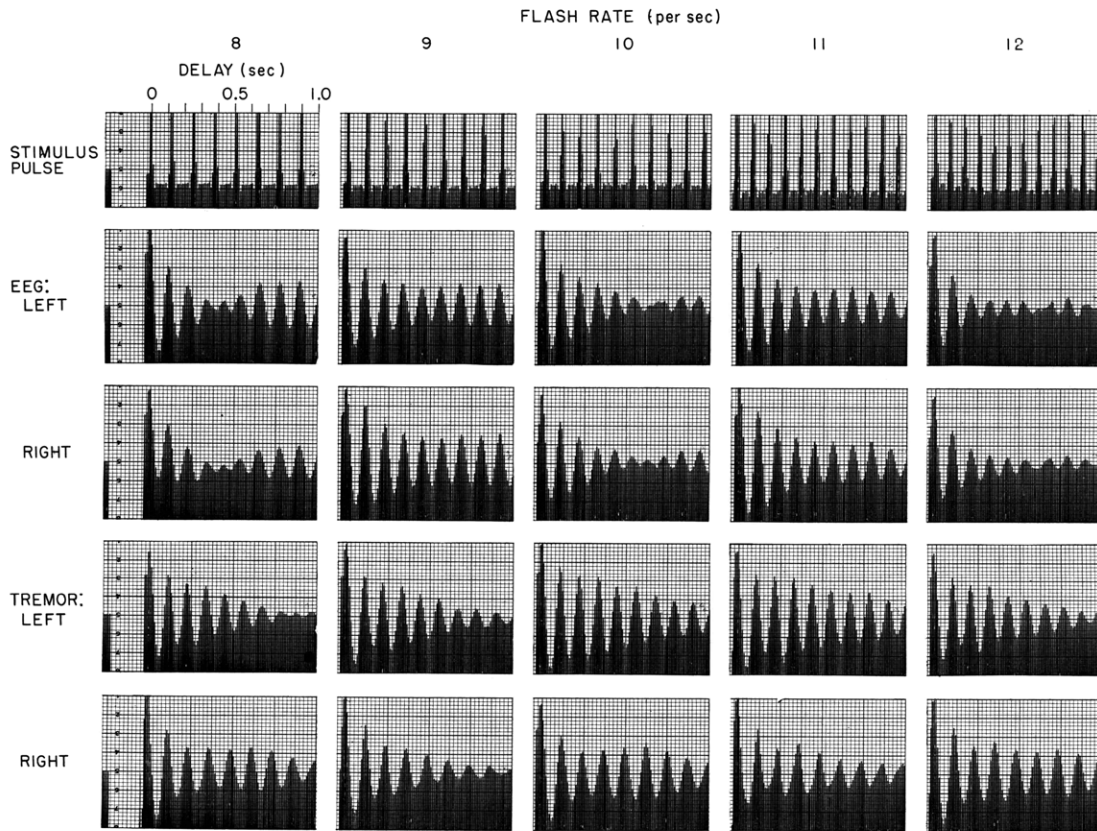 FLASH RATE (per sec)
8 9 10 11 12
DELAY (sec)
0 0.5 1.0
STIMULUS
PULSE
EEG:
LEFT
RIGHT
TREMOR:
LEFT
RIGHT